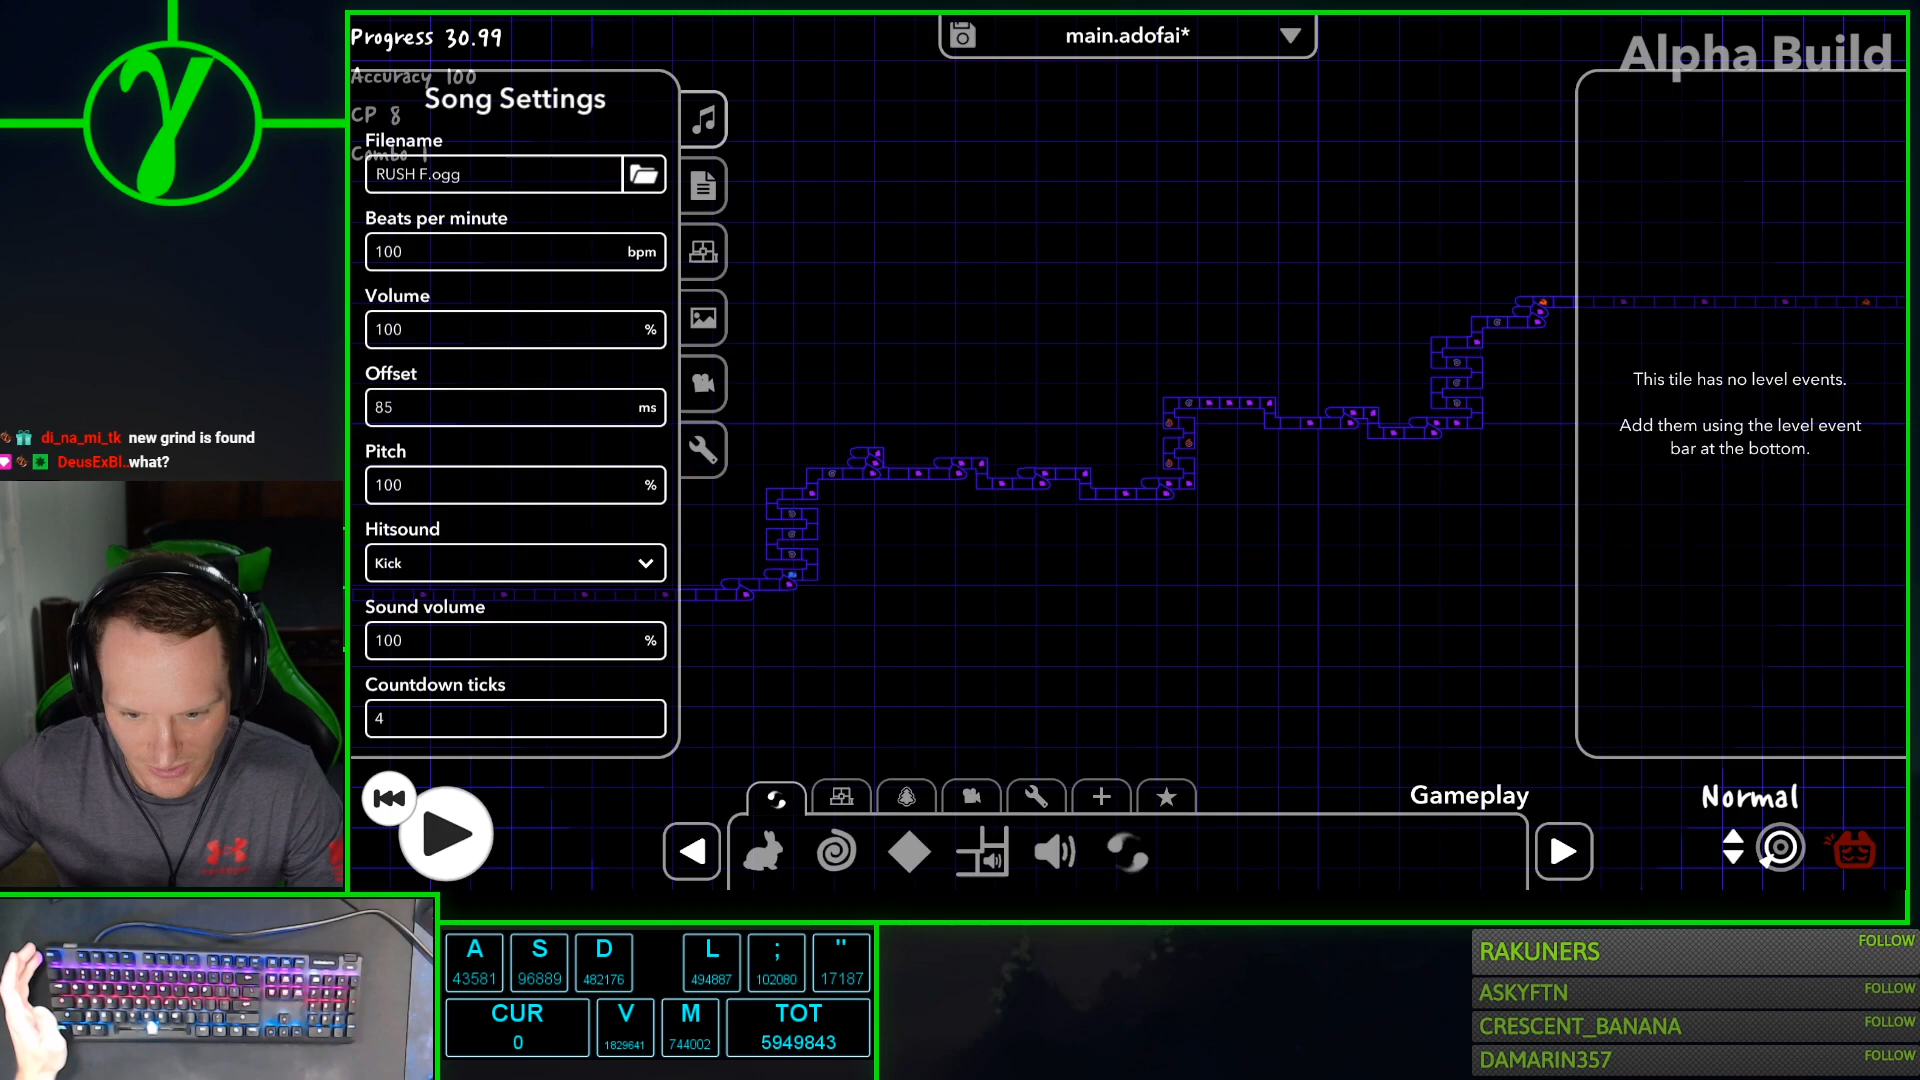 γ
Progress 30.99
Accuracy 100
CP 8
Combo 1
main.adofai*
Alpha Build
Song Settings
Filename
RUSH F.ogg
Beats per minute
100 bpm
Volume
100 %
Offset
85 ms
Pitch
100 %
Hitsound
Kick
Sound volume
100 %
Countdown ticks
4
This tile has no level events.
Add them using the level event
bar at the bottom.
di_na_mi_tk new grind is found
DeusExBl..what?
Gameplay
Normal
A S D L ; "
43581 96889 482176 494887 102080 17187
CUR V M TOT
0 1829641 744002 5949843
RAKUNERS FOLLOW
ASKYFTN FOLLOW
CRESCENT_BANANA FOLLOW
DAMARIN357 FOLLOW